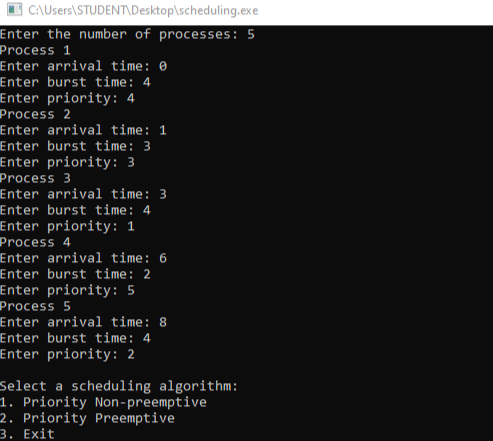 C:\Users\STUDENT\Desktop\scheduling.exe
Enter the number of processes: 5
Process 1
Enter arrival time: 0
Enter burst time: 4
Enter priority: 4
Process 2
Enter arrival time: 1
Enter burst time: 3
Enter priority: 3
Process 3
Enter arrival time: 3
Enter burst time: 4
Enter priority: 1
Process 4
Enter arrival time: 6
Enter burst time: 2
Enter priority: 5
Process 5
Enter arrival time: 8
Enter burst time: 4
Enter priority: 2
Select a scheduling algorithm:
1. Priority Non-preemptive
2. Priority Preemptive
3. Exit